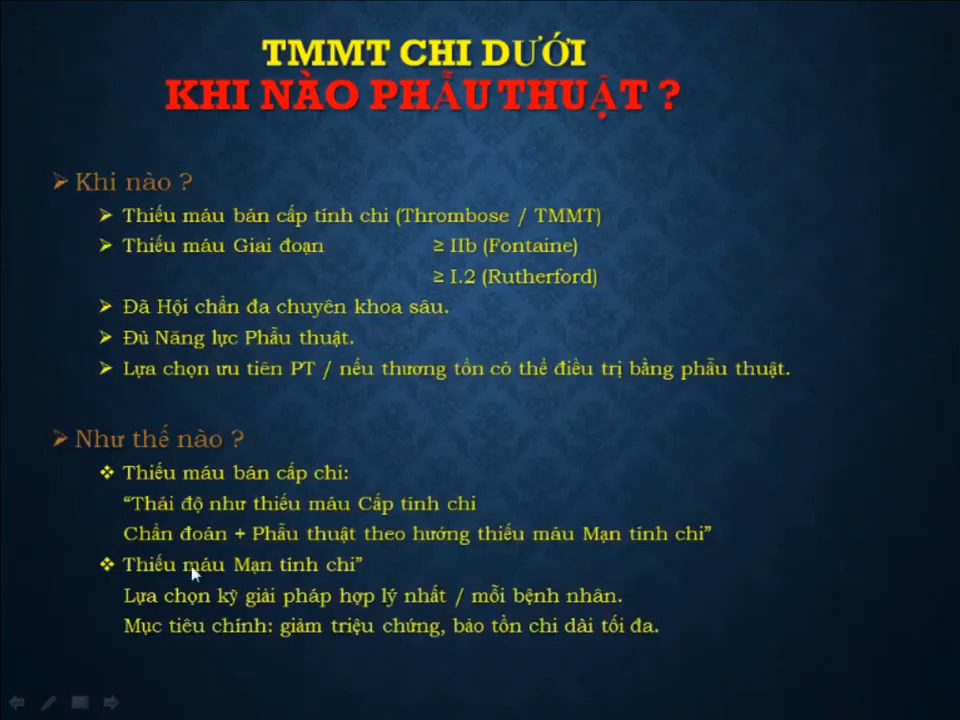 TMMT CHI DƯỚI
KHI NÀO PHẪU THUẬT ?
Khi nào ?
Thiếu máu bán cấp tính chi (Thrombose / TMMT)
Thiếu máu Giai đoạn ≥ IIb (Fontaine)
≥ I.2 (Rutherford)
Đã Hội chẩn đa chuyên khoa sâu.
Đủ Năng lực Phẫu thuật.
Lựa chọn ưu tiên PT / nếu thương tổn có thể điều trị bằng phẫu thuật.
Như thế nào ?
Thiếu máu bán cấp chi:
“Thái độ như thiếu máu Cấp tính chi
Chẩn đoán + Phẫu thuật theo hướng thiếu máu Mạn tính chi”
Thiếu máu Mạn tính chi”
Lựa chọn kỹ giải pháp hợp lý nhất / mỗi bệnh nhân.
Mục tiêu chính: giảm triệu chứng, bảo tồn chi dài tối đa.